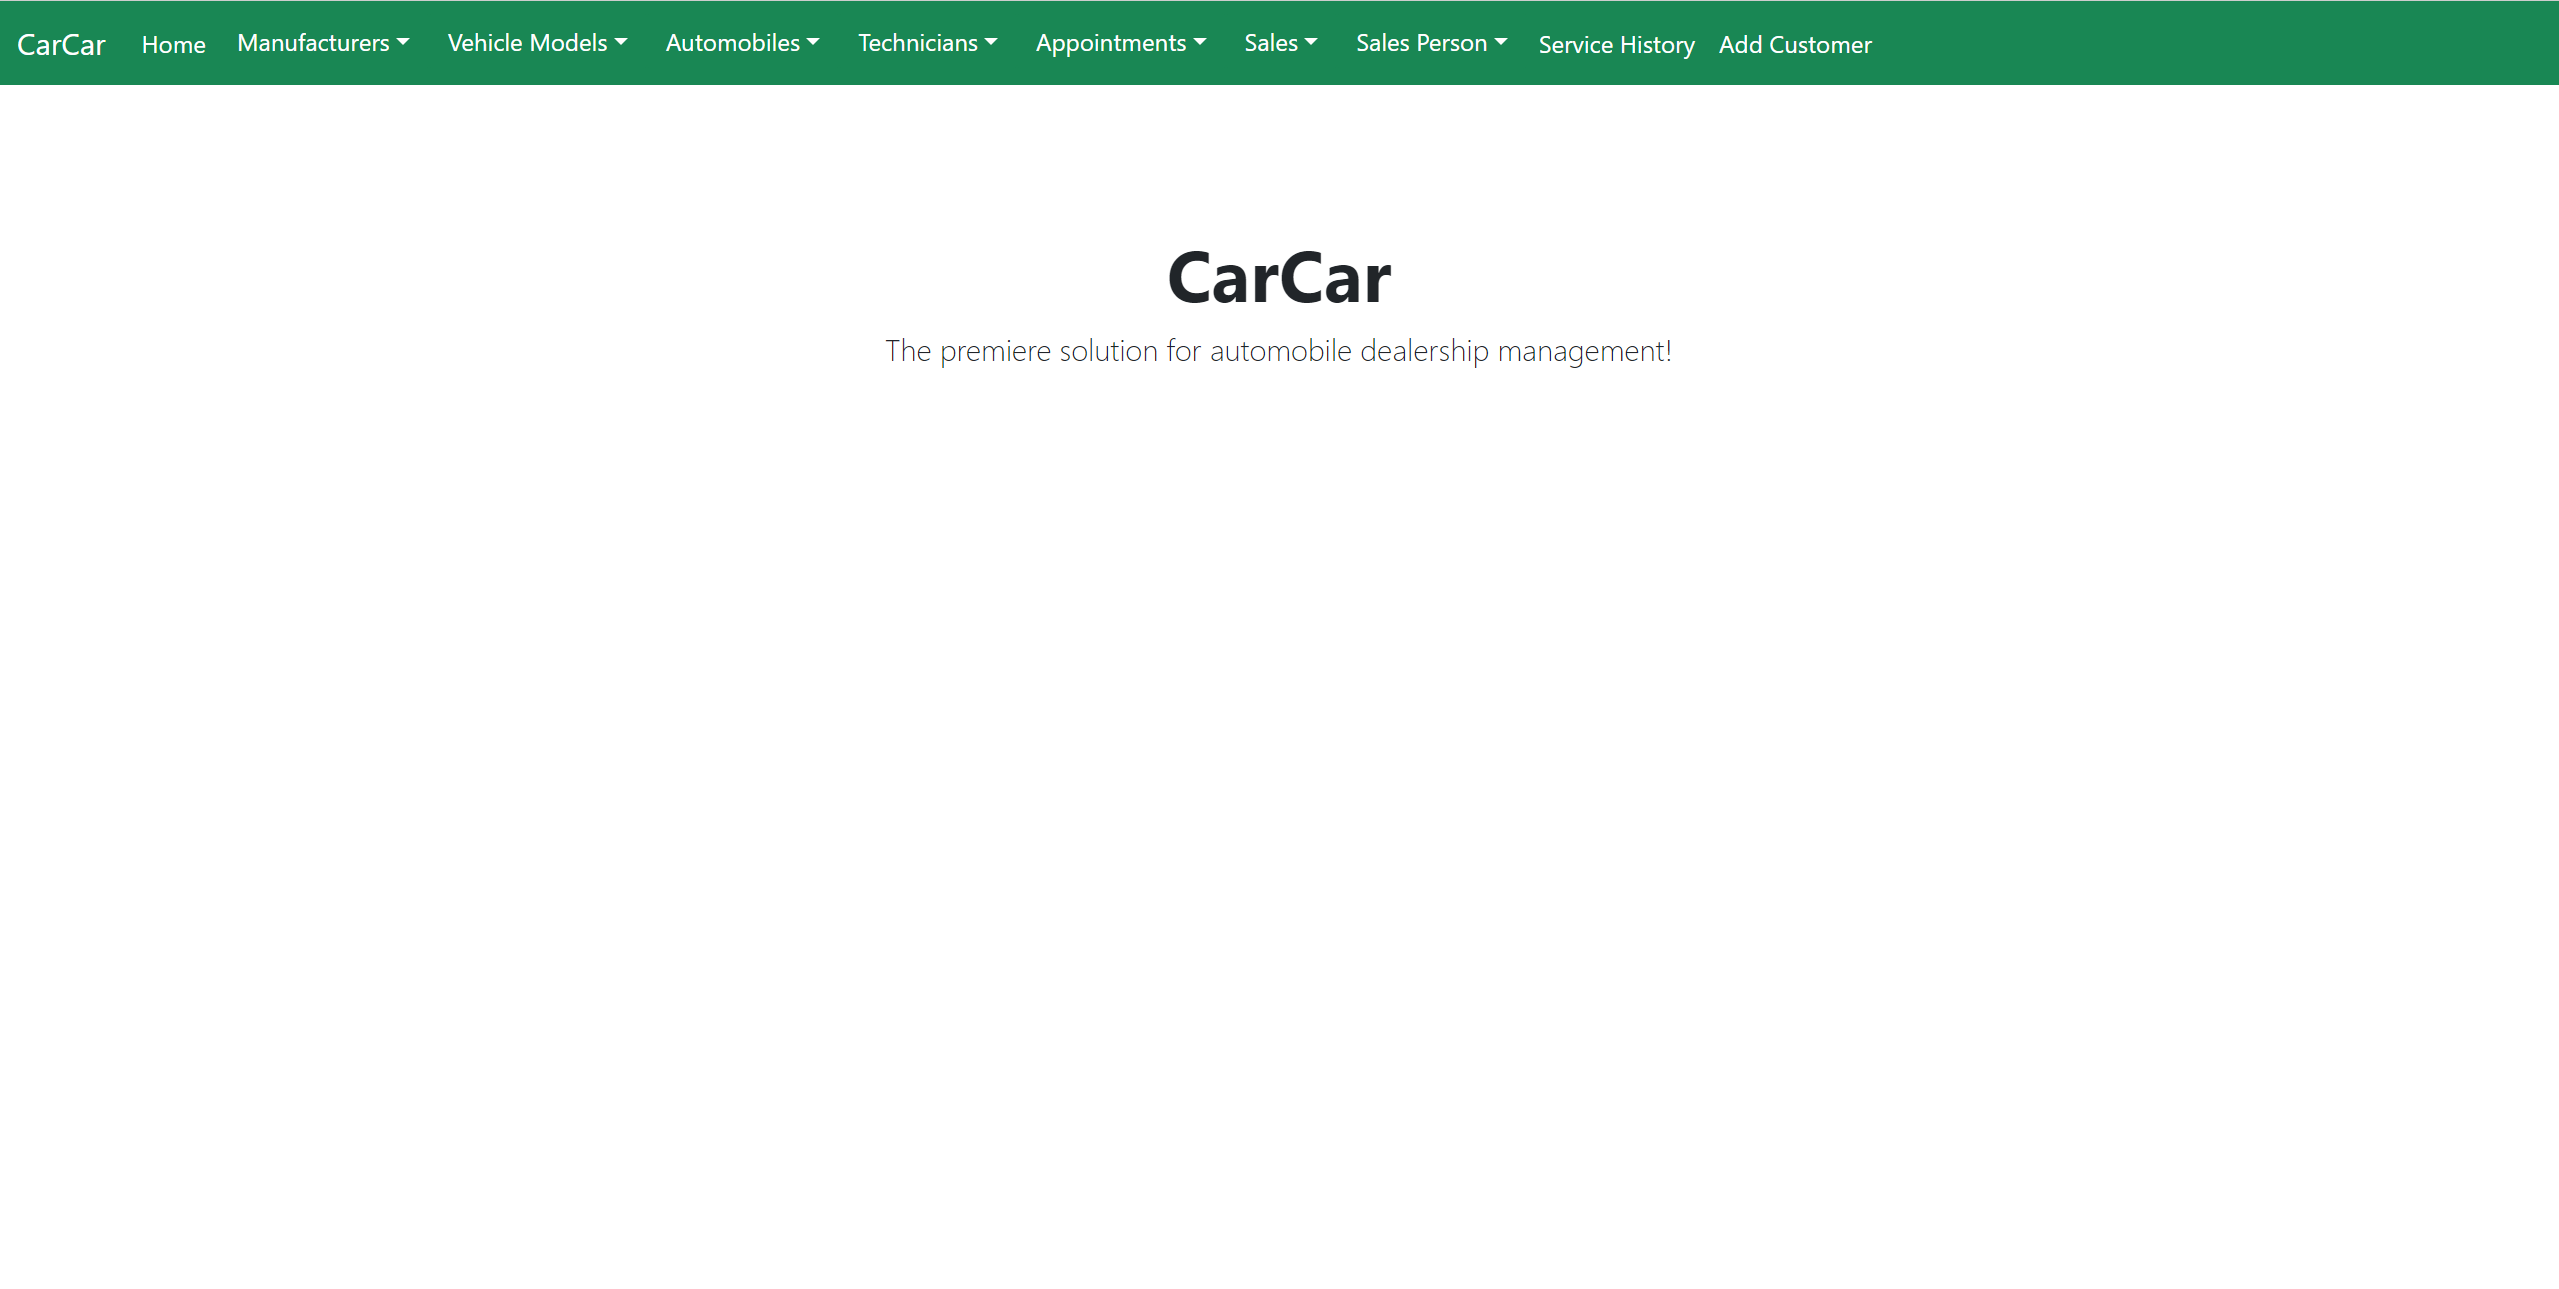 CarCar Home Manufacturers Vehicle Models Automobiles Technicians Appointments Sales Sales Person Service History Add Customer
CarCar
The premiere solution for automobile dealership management!